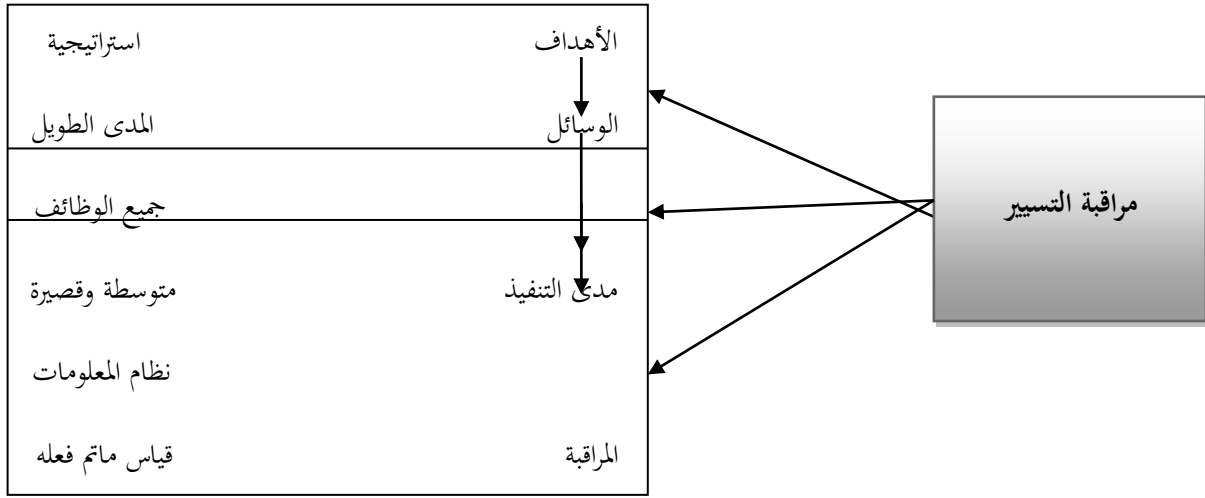 الأهداف استراتيجية
الوسائل المدى الطويل
جميع الوظائف
مراقبة التسيير
مدى التنفيذ متوسطة وقصيرة
نظام المعلومات
المراقبة قياس ماتم فعله